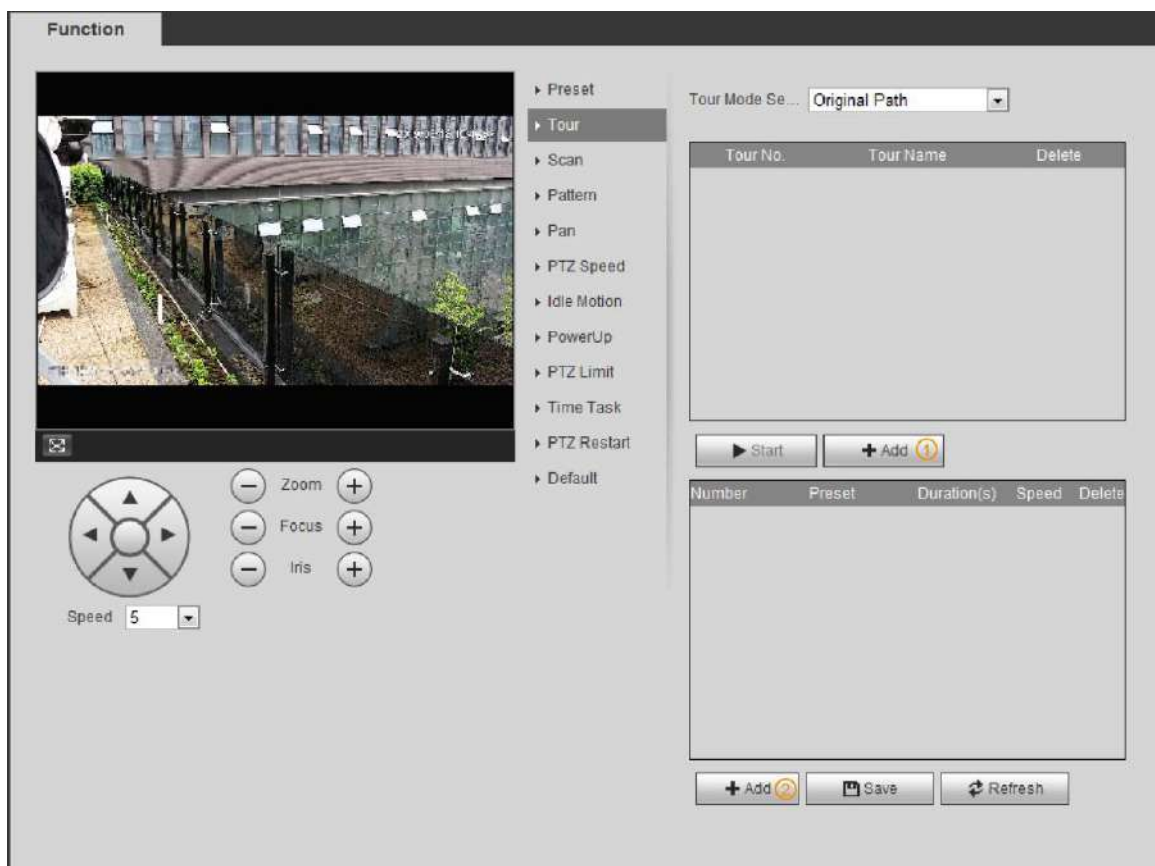 Function
Preset
Tour
Scan
Pattern
Pan
PTZ Speed
Idle Motion
PowerUp
PTZ Limit
Time Task
PTZ Restart
Default
Zoom
Focus
Iris
Speed 5
Tour Mode Se... Original Path
Tour No. Tour Name Delete
Start Add 1
Number Preset Duration(s) Speed Delete
Add 2 Save Refresh